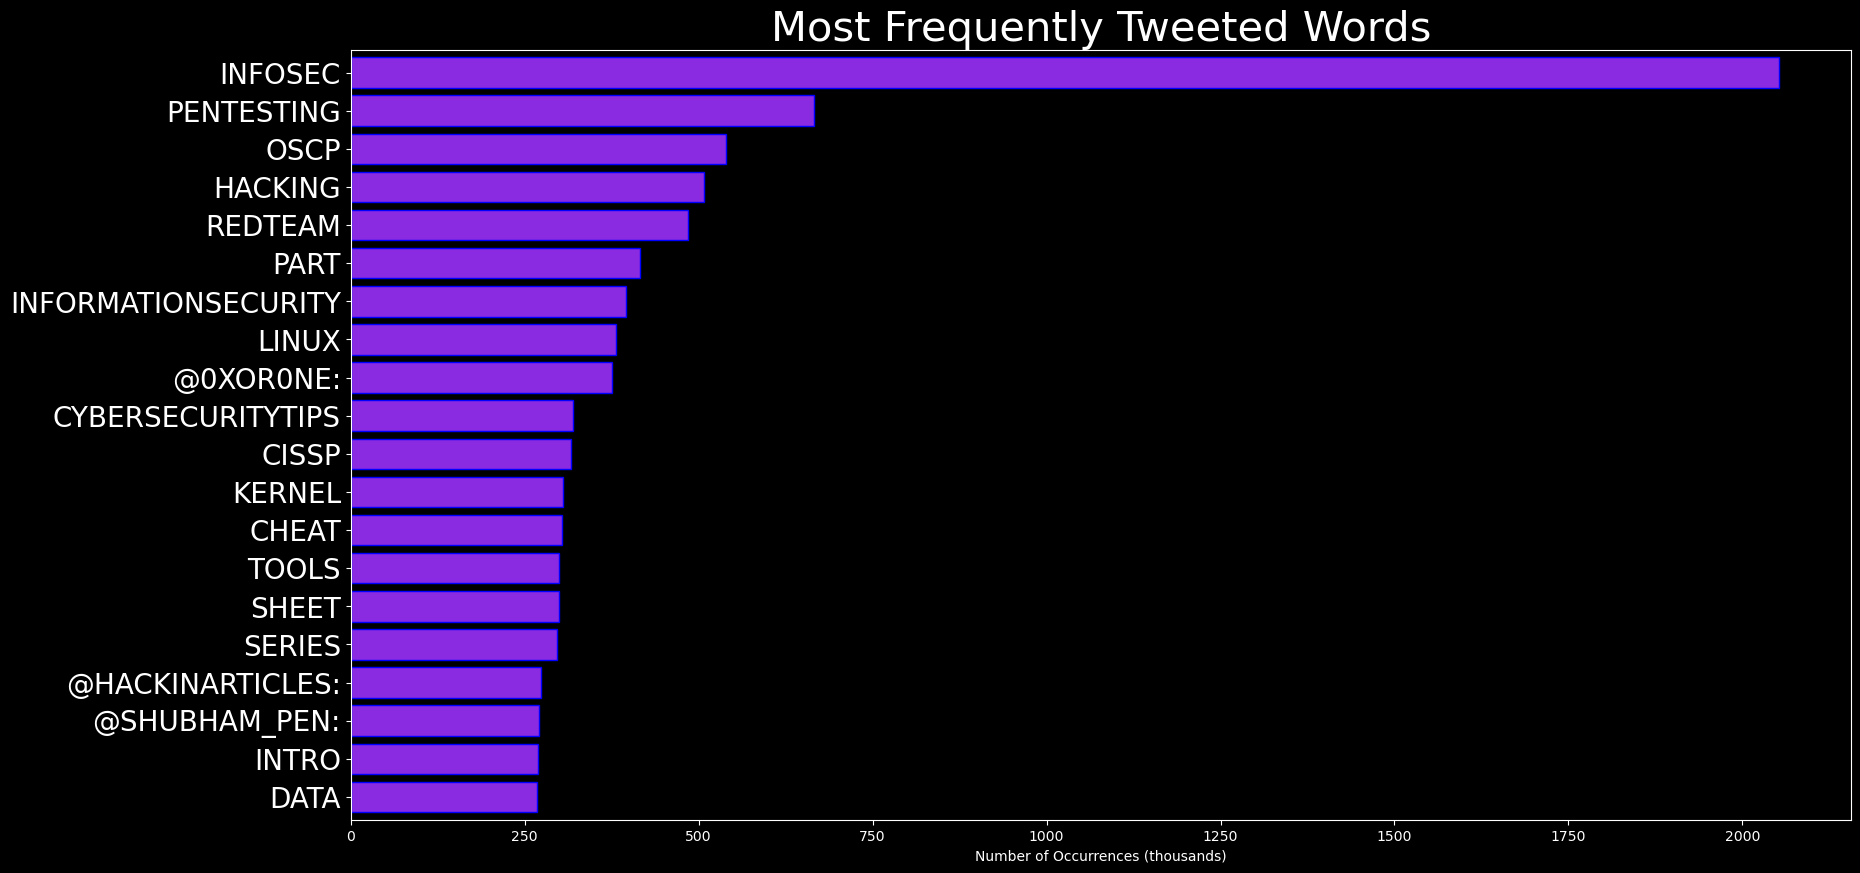 Most Frequently Tweeted Words
INFOSEC
PENTESTING
OSCP
HACKING
REDTEAM
PART
INFORMATIONSECURITY
LINUX
@0XOR0NE:
CYBERSECURITYTIPS
CISSP
KERNEL
CHEAT
TOOLS
SHEET
SERIES
@HACKINARTICLES:
@SHUBHAM_PEN:
INTRO
DATA
0 250 500 750 1000 1250 1500 1750 2000
Number of Occurrences (thousands)